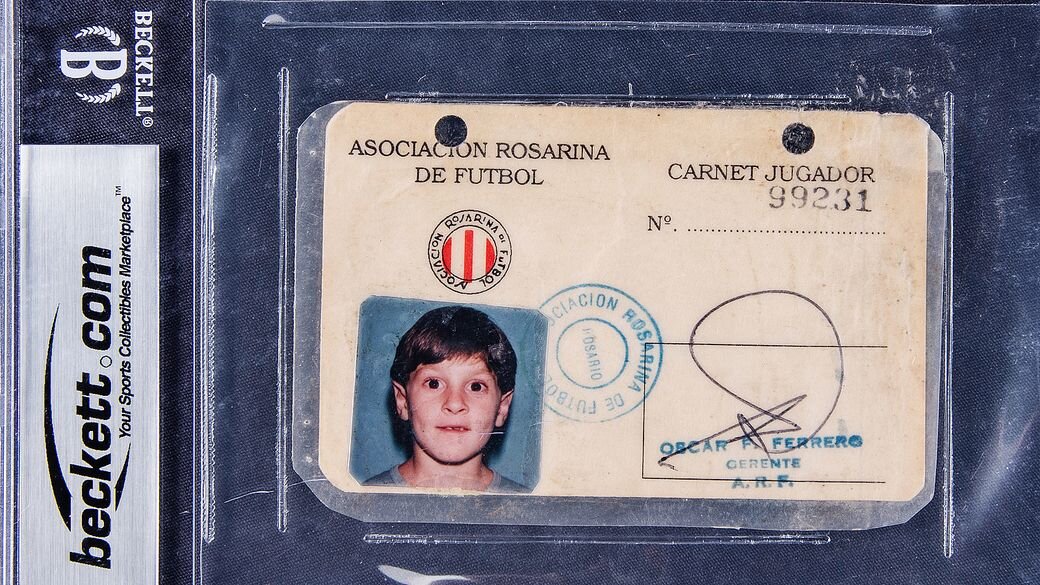 BECKETT®
B
beckett.com
Your Sports Collectibles Marketplace™
ASOCIACION ROSARINA
DE FUTBOL
CARNET JUGADOR
99231
Nº. ........................................
ASOCIACION ROSARINA DE FUTBOL
OCIACION ROSARINA DE FUTBOL
ROSARIO
OSCAR F. FERRERO
GERENTE
A. R. F.